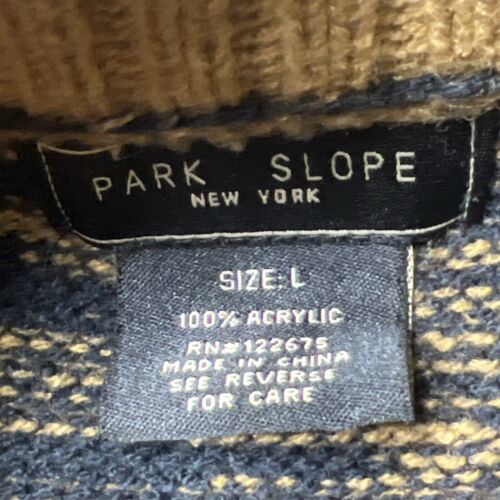 PARK SLOPE
NEW YORK
SIZE: L
100% ACRYLIC
RN# 122675
MADE IN CHINA
SEE REVERSE
FOR CARE